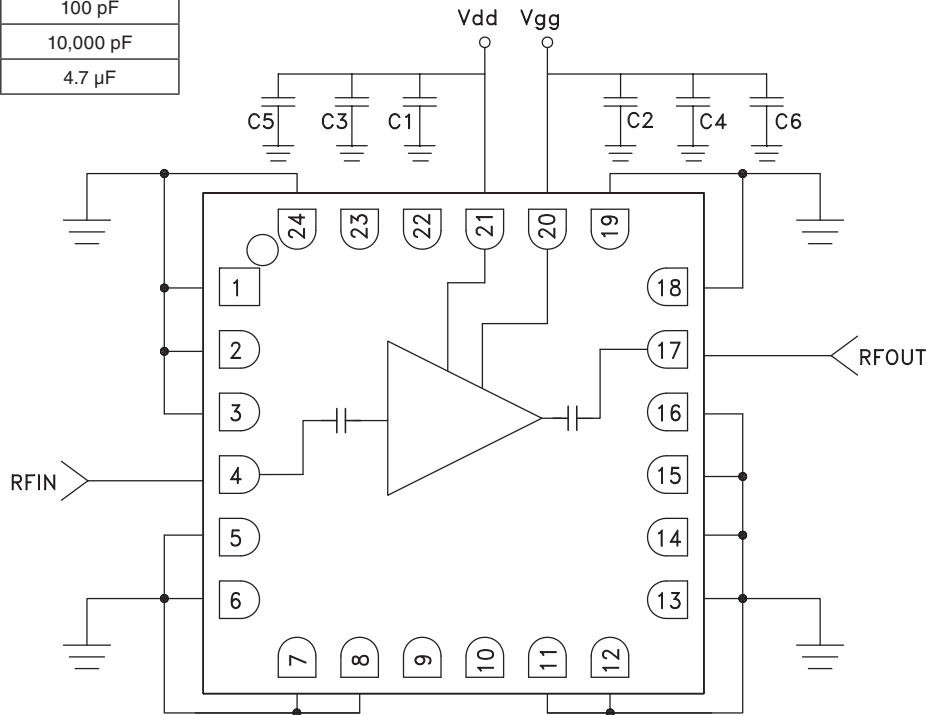 100 pF
10,000 pF
4.7 µF
Vdd Vgg
C5 C3 C1 C2 C4 C6
24 23 22 21 20 19
1 18
2 17 RFOUT
3 16
RFIN 4 15
5 14
6 13
7 8 9 10 11 12